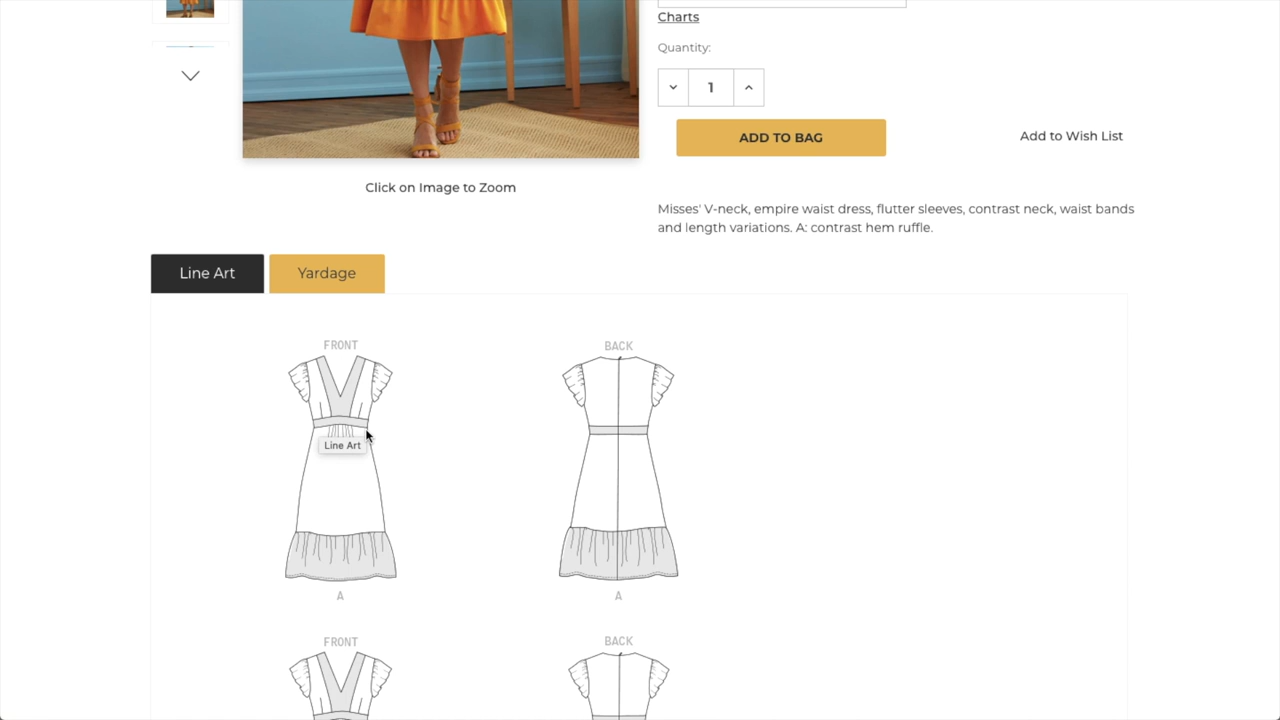 Charts
Quantity:
1
ADD TO BAG
Add to Wish List
Click on Image to Zoom
Misses' V-neck, empire waist dress, flutter sleeves, contrast neck, waist bands
and length variations. A: contrast hem ruffle.
Line Art
Yardage
FRONT
BACK
Line Art
A
A
FRONT
BACK